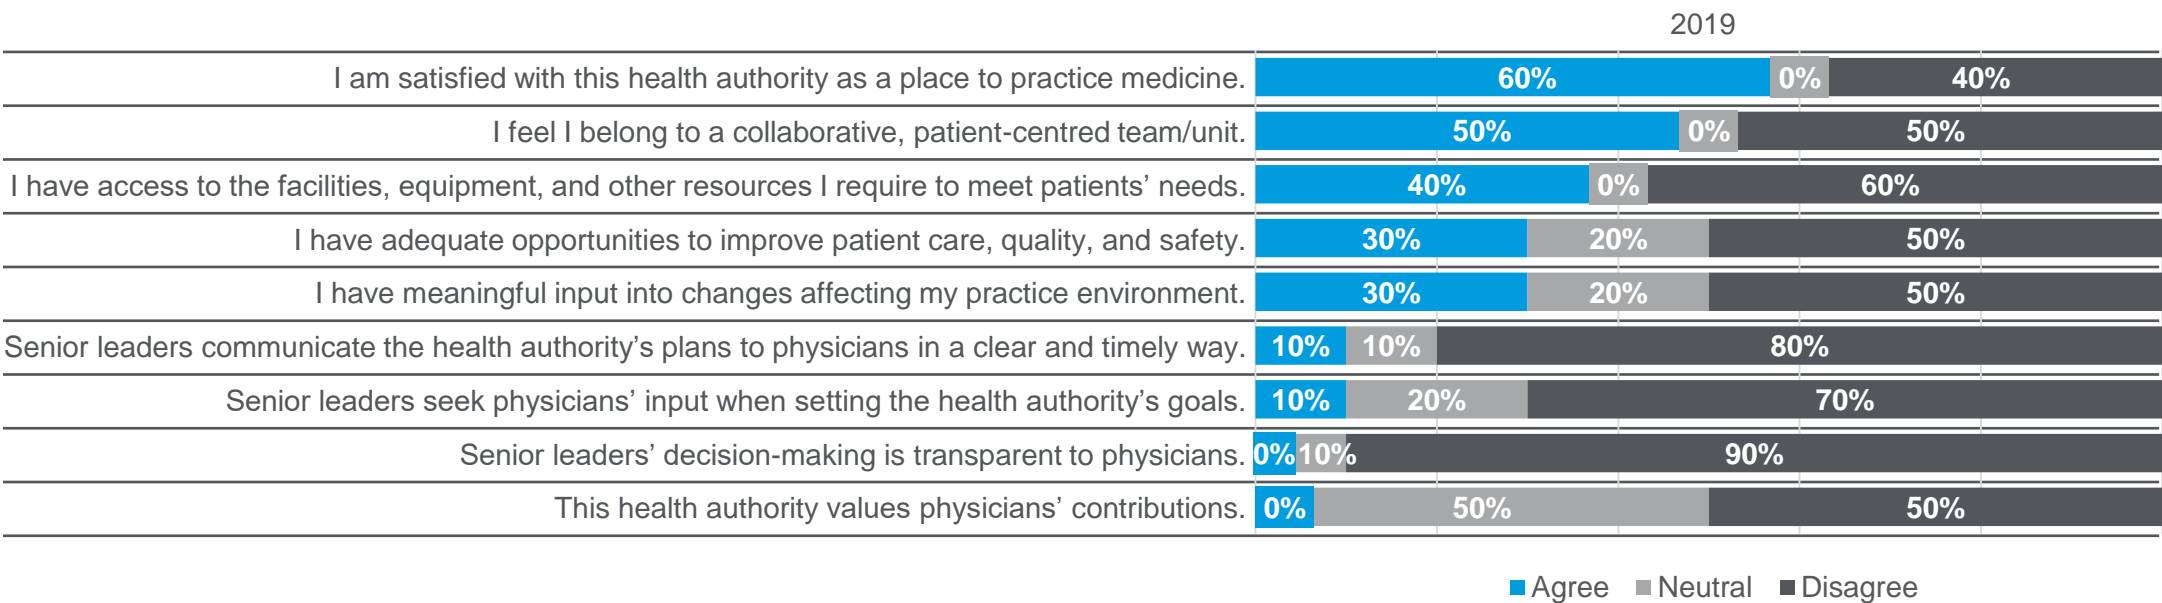 2019
I am satisfied with this health authority as a place to practice medicine. 60% 0% 40%
I feel I belong to a collaborative, patient-centred team/unit. 50% 0% 50%
I have access to the facilities, equipment, and other resources I require to meet patients’ needs. 40% 0% 60%
I have adequate opportunities to improve patient care, quality, and safety. 30% 20% 50%
I have meaningful input into changes affecting my practice environment. 30% 20% 50%
Senior leaders communicate the health authority’s plans to physicians in a clear and timely way. 10% 10% 80%
Senior leaders seek physicians’ input when setting the health authority’s goals. 10% 20% 70%
Senior leaders’ decision-making is transparent to physicians. 0% 10% 90%
This health authority values physicians’ contributions. 0% 50% 50%
Agree Neutral Disagree